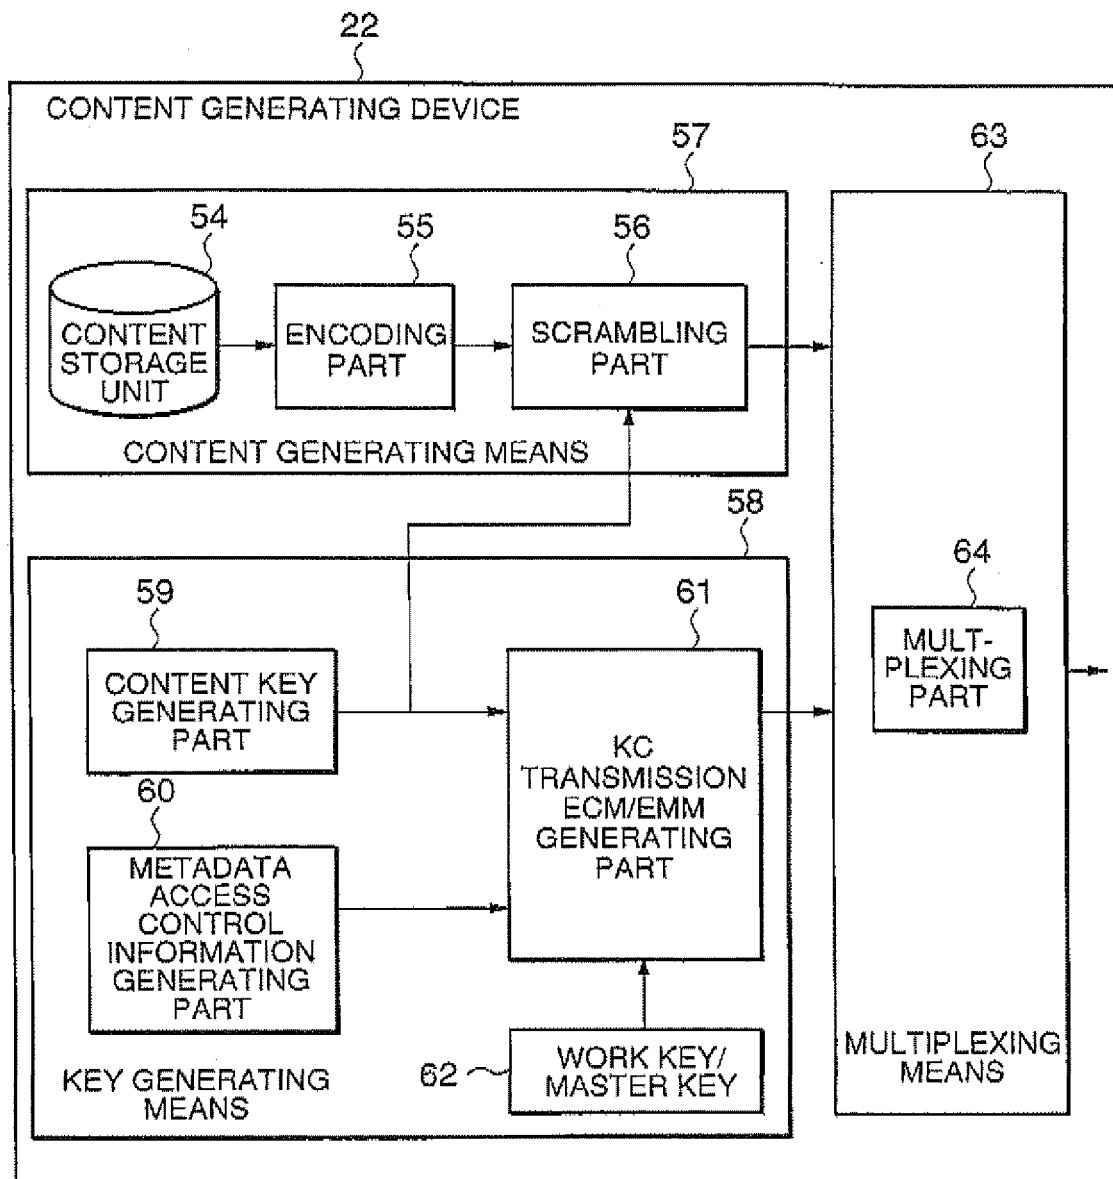 22
CONTENT GENERATING DEVICE
57
63
54
55
56
CONTENT
STORAGE
UNIT
ENCODING
PART
SCRAMBLING
PART
CONTENT GENERATING MEANS
58
59
61
64
CONTENT KEY
GENERATING
PART
MULT-
PLEXING
PART
KC
TRANSMISSION
ECM/EMM
GENERATING
PART
60
METADATA
ACCESS
CONTROL
INFORMATION
GENERATING
PART
62
WORK KEY/
MASTER KEY
KEY GENERATING
MEANS
MULTIPLEXING
MEANS